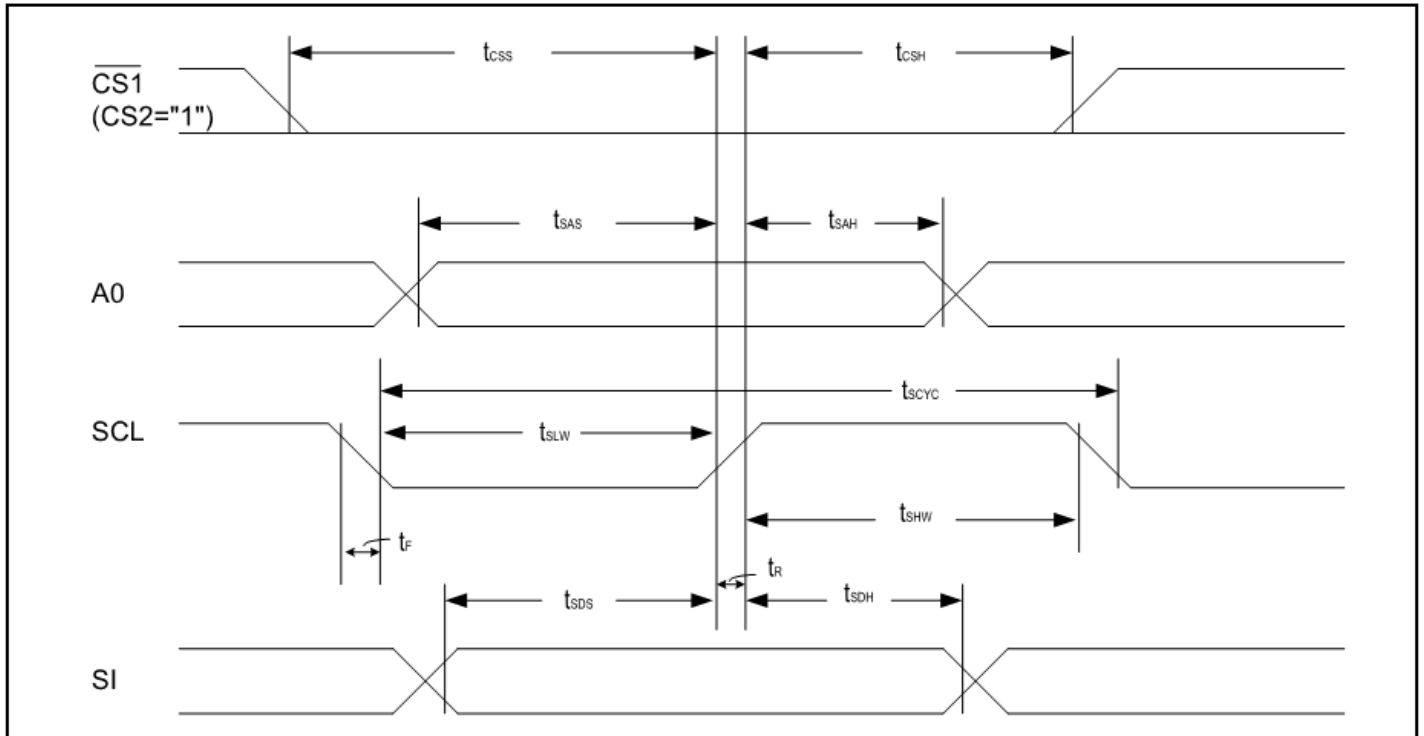 tCSS
tCSH
CS1
(CS2="1")
tSAS
tSAH
A0
tSCYC
SCL
tSLW
tSHW
tF
tR
tSDS
tSDH
SI